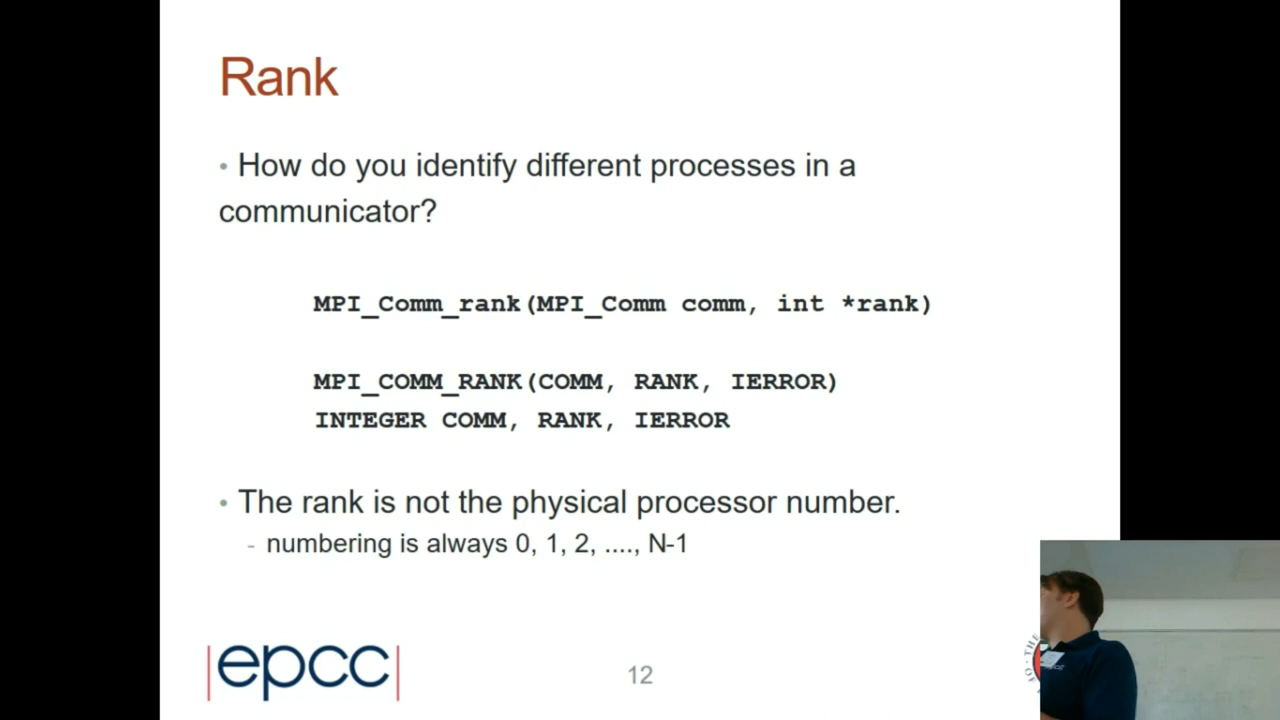 Rank
• How do you identify different processes in a
communicator?
MPI_Comm_rank(MPI_Comm comm, int *rank)
MPI_COMM_RANK(COMM, RANK, IERROR)
INTEGER COMM, RANK, IERROR
• The rank is not the physical processor number.
- numbering is always 0, 1, 2, ...., N-1
|epcc|
12
THE